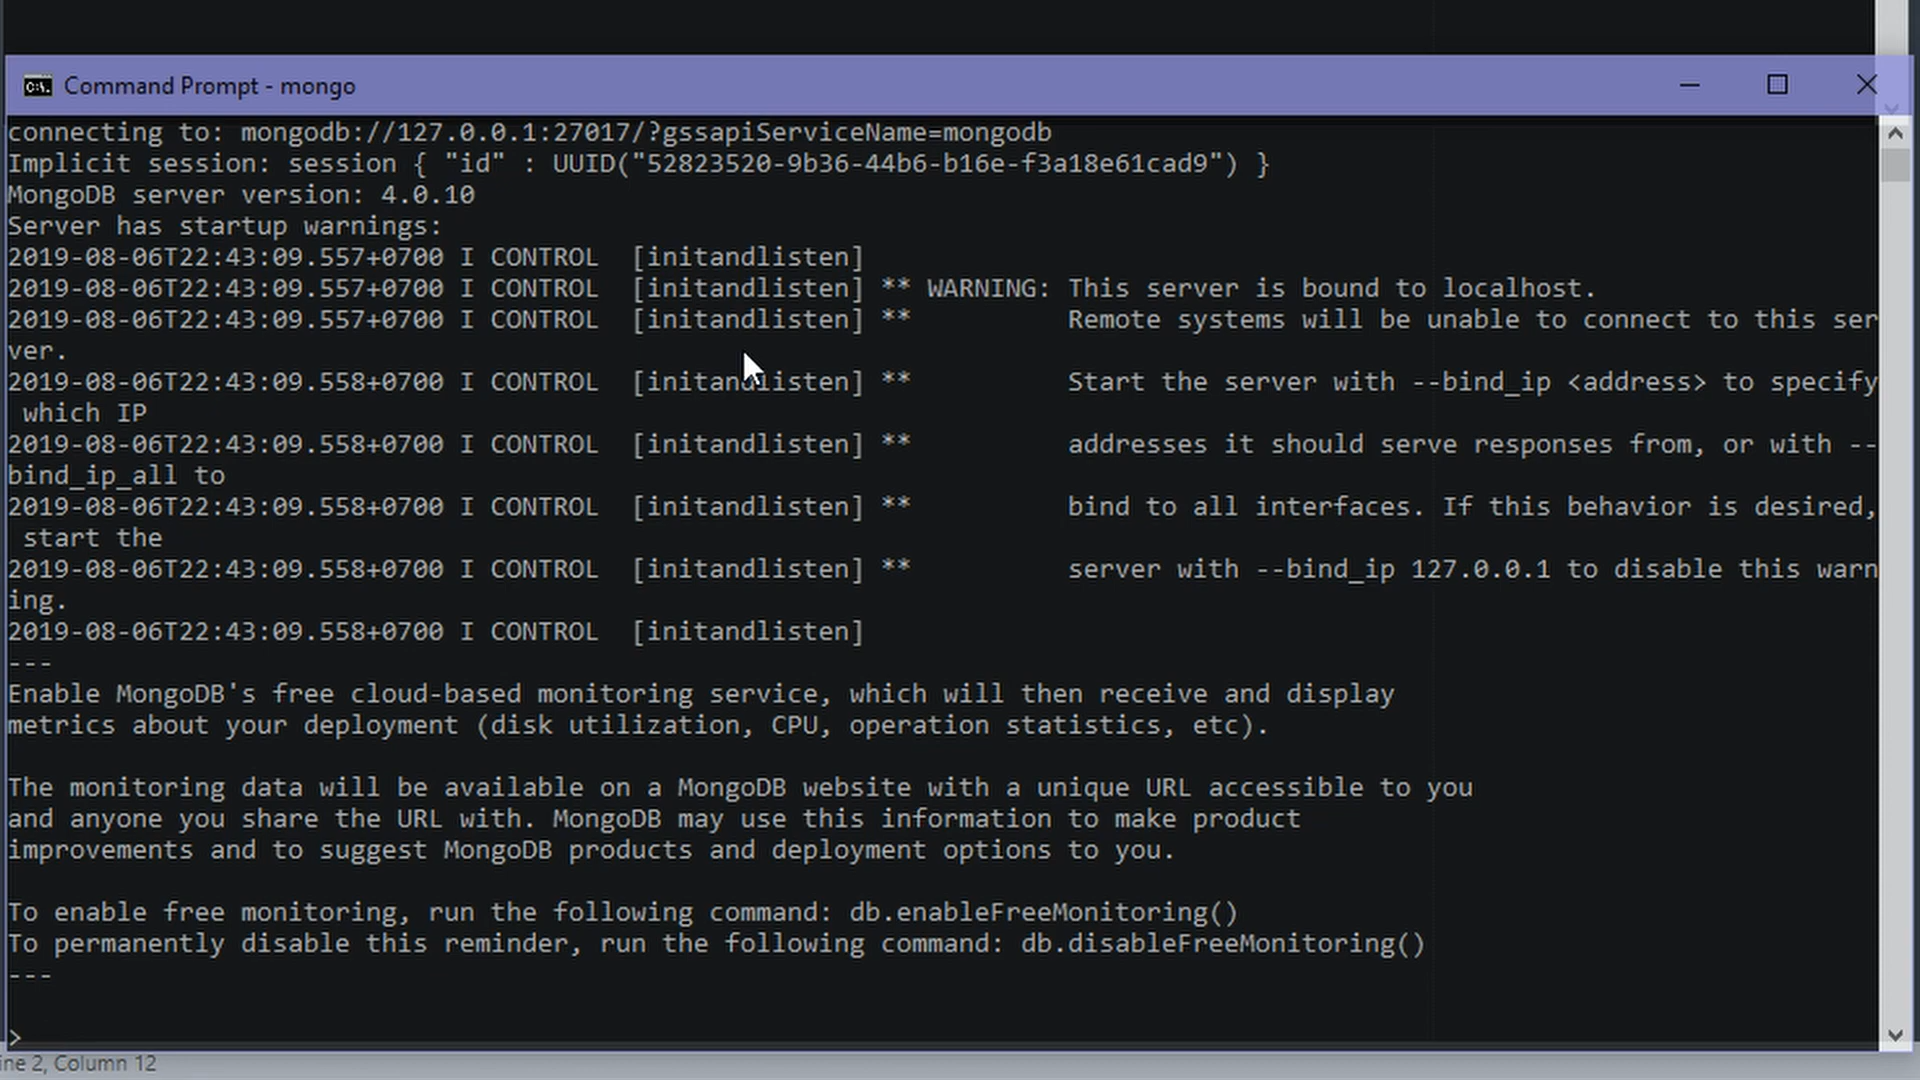 Command Prompt - mongo
connecting to: mongodb://127.0.0.1:27017/?gssapiServiceName=mongodb
Implicit session: session { "id" : UUID("52823520-9b36-44b6-b16e-f3a18e61cad9") }
MongoDB server version: 4.0.10
Server has startup warnings:
2019-08-06T22:43:09.557+0700 I CONTROL  [initandlisten]
2019-08-06T22:43:09.557+0700 I CONTROL  [initandlisten] ** WARNING: This server is bound to localhost.
2019-08-06T22:43:09.557+0700 I CONTROL  [initandlisten] **          Remote systems will be unable to connect to this ser
ver.
2019-08-06T22:43:09.558+0700 I CONTROL  [initandlisten] **          Start the server with --bind_ip <address> to specify
 which IP
2019-08-06T22:43:09.558+0700 I CONTROL  [initandlisten] **          addresses it should serve responses from, or with --
bind_ip_all to
2019-08-06T22:43:09.558+0700 I CONTROL  [initandlisten] **          bind to all interfaces. If this behavior is desired,
 start the
2019-08-06T22:43:09.558+0700 I CONTROL  [initandlisten] **          server with --bind_ip 127.0.0.1 to disable this warn
ing.
2019-08-06T22:43:09.558+0700 I CONTROL  [initandlisten]
---
Enable MongoDB's free cloud-based monitoring service, which will then receive and display
metrics about your deployment (disk utilization, CPU, operation statistics, etc).
The monitoring data will be available on a MongoDB website with a unique URL accessible to you
and anyone you share the URL with. MongoDB may use this information to make product
improvements and to suggest MongoDB products and deployment options to you.
To enable free monitoring, run the following command: db.enableFreeMonitoring()
To permanently disable this reminder, run the following command: db.disableFreeMonitoring()
---
>
ine 2, Column 12